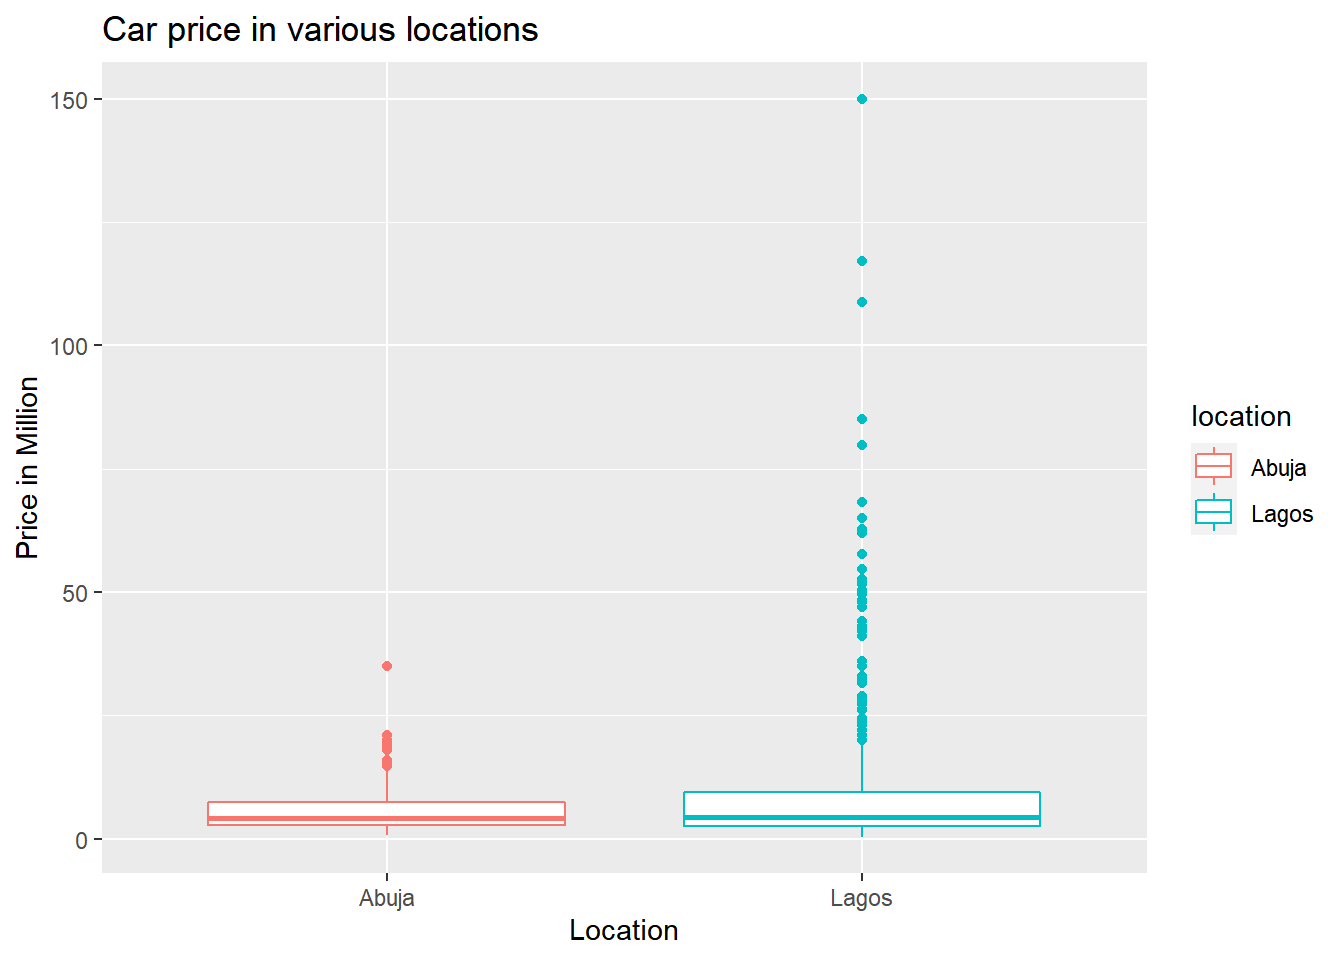 Car price in various locations
150
100
50
0
Price in Million
Abuja
Lagos
Location
location
Abuja
Lagos